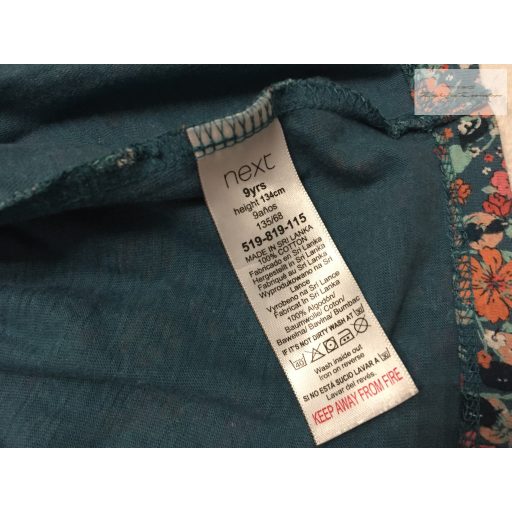 next
9yrs
height 134cm
9años
135/68
519-819-115
MADE IN SRI LANKA
100% COTTON
Fabricado en Sri Lanka
Hergestellt in Sri Lanka
Fabriqué au Sri Lanka
Wyprodukowano na Sri
Lance
Vyrobeno na Srí Lance
Fabricat în Sri Lanka
100% Algodón/
Baumwolle/ Coton/
Bawełna/ Bavlna/ Bumbac
IF IT'S NOT DIRTY WASH AT 30
40
Wash inside out
Iron on reverse
SI NO ESTÁ SUCIO LAVAR A 30
Lavar del revés.
KEEP AWAY FROM FIRE